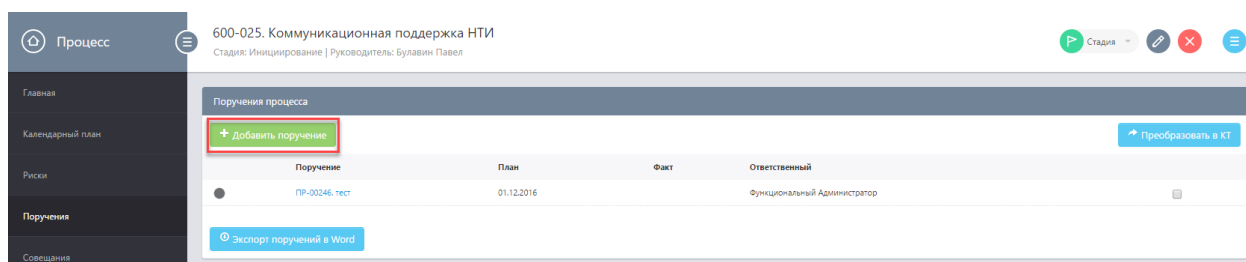 Процесс
600-025. Коммуникационная поддержка НТИ
Стадия: Инициирование | Руководитель: Булавин Павел
Стадия
Главная
Календарный план
Риски
Поручения
Совещания
Поручения процесса
+ Добавить поручение
Преобразовать в КТ
Поручение План Факт Ответственный
ПР-00246. тест 01.12.2016 Функциональный Администратор
Экспорт поручений в Word